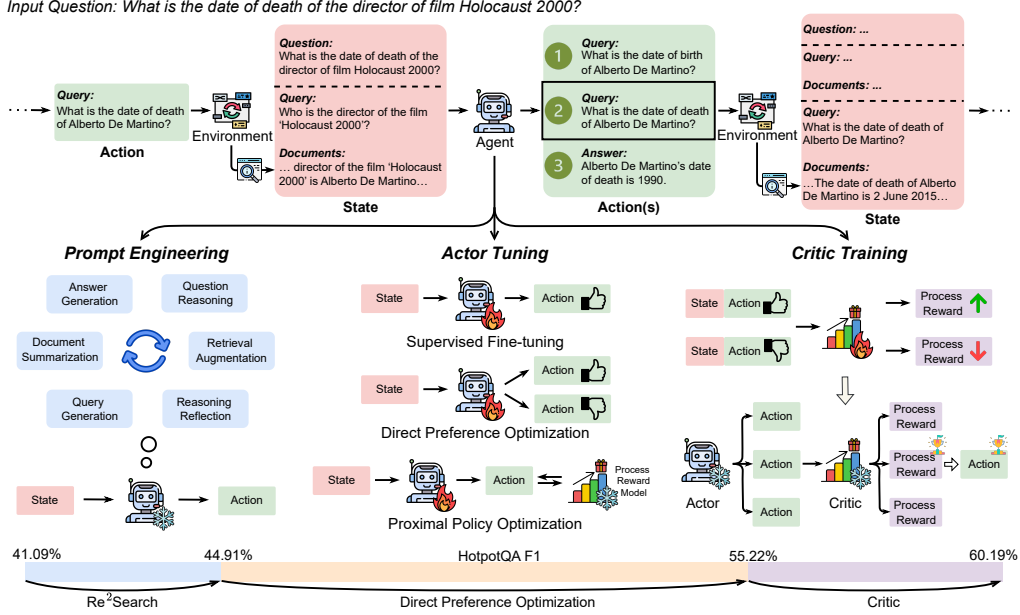 Input Question: What is the date of death of the director of film Holocaust 2000?
Query:
What is the date of death
of Alberto De Martino?
Action
Environment
Question:
What is the date of death of the
director of film Holocaust 2000?
Query:
Who is the director of the film
'Holocaust 2000'?
Documents:
... director of the film 'Holocaust
2000' is Alberto De Martino...
State
Agent
1
Query:
What is the date of birth
of Alberto De Martino?
2
Query:
What is the date of death
of Alberto De Martino?
3
Answer:
Alberto De Martino's date
of death is 1990.
Action(s)
Environment
Question: ...
Query: ...
Documents: ...
Query:
What is the date of death of
Alberto De Martino?
Documents:
...The date of death of Alberto
De Martino is 2 June 2015...
State
Prompt Engineering
Answer
Generation
Question
Reasoning
Document
Summarization
Retrieval
Augmentation
Query
Generation
Reasoning
Reflection
State
Action
Actor Tuning
State
Action
Supervised Fine-tuning
State
Action
Action
Direct Preference Optimization
State
Action
Process
Reward
Model
Proximal Policy Optimization
Critic Training
State Action
Process
Reward
State Action
Process
Reward
Actor
Action
Action
Action
Critic
Process
Reward
Process
Reward
Process
Reward
Action
41.09%
44.91%
HotpotQA F1
55.22%
60.19%
Re²Search
Direct Preference Optimization
Critic